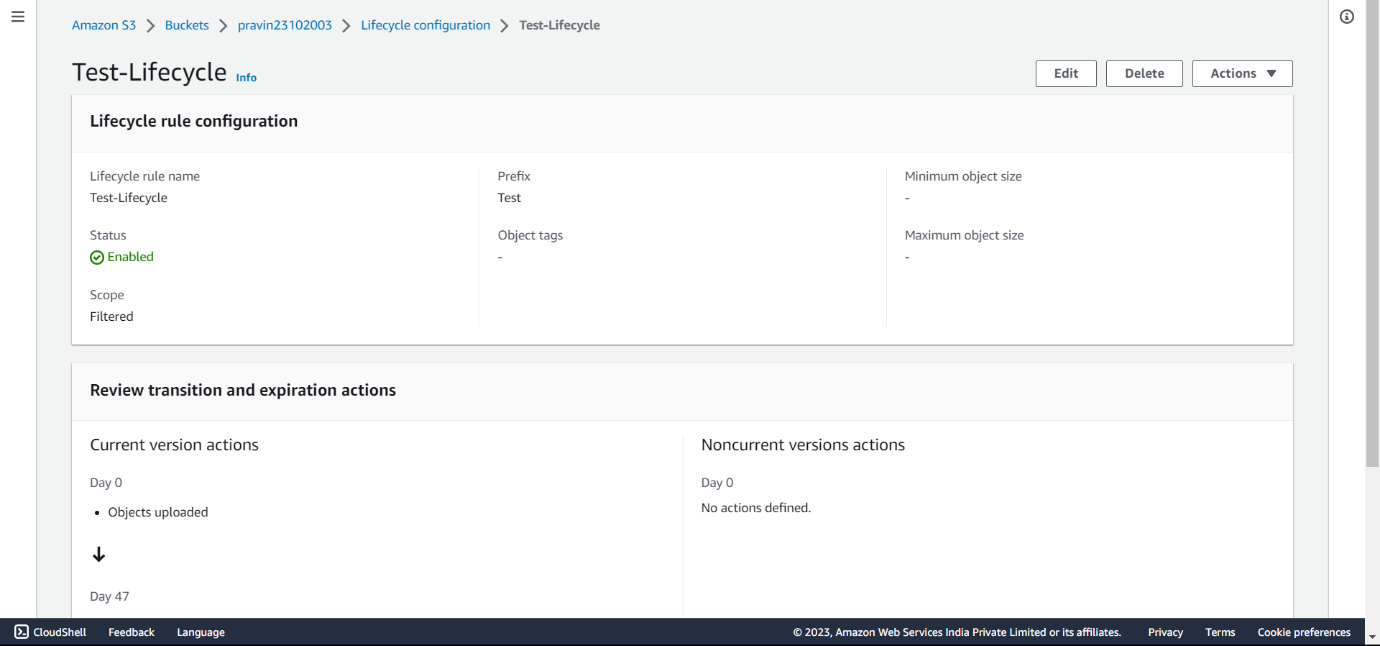 Amazon S3 > Buckets > pravin23102003 > Lifecycle configuration > Test-Lifecycle
Test-Lifecycle Info
Edit Delete Actions ▼
Lifecycle rule configuration
Lifecycle rule name
Test-Lifecycle
Status
Enabled
Scope
Filtered
Prefix
Test
Object tags
-
Minimum object size
-
Maximum object size
-
Review transition and expiration actions
Current version actions
Day 0
• Objects uploaded
↓
Day 47
Noncurrent versions actions
Day 0
No actions defined.
CloudShell Feedback Language © 2023, Amazon Web Services India Private Limited or its affiliates. Privacy Terms Cookie preferences